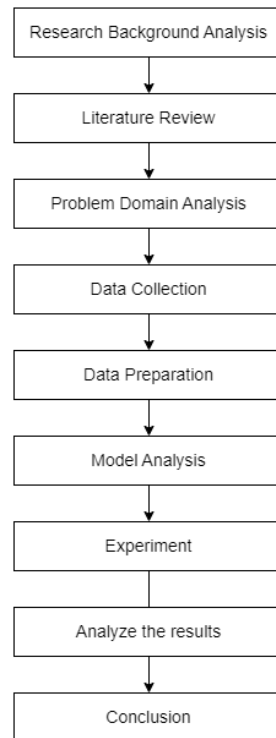 Research Background Analysis
Literature Review
Problem Domain Analysis
Data Collection
Data Preparation
Model Analysis
Experiment
Analyze the results
Conclusion